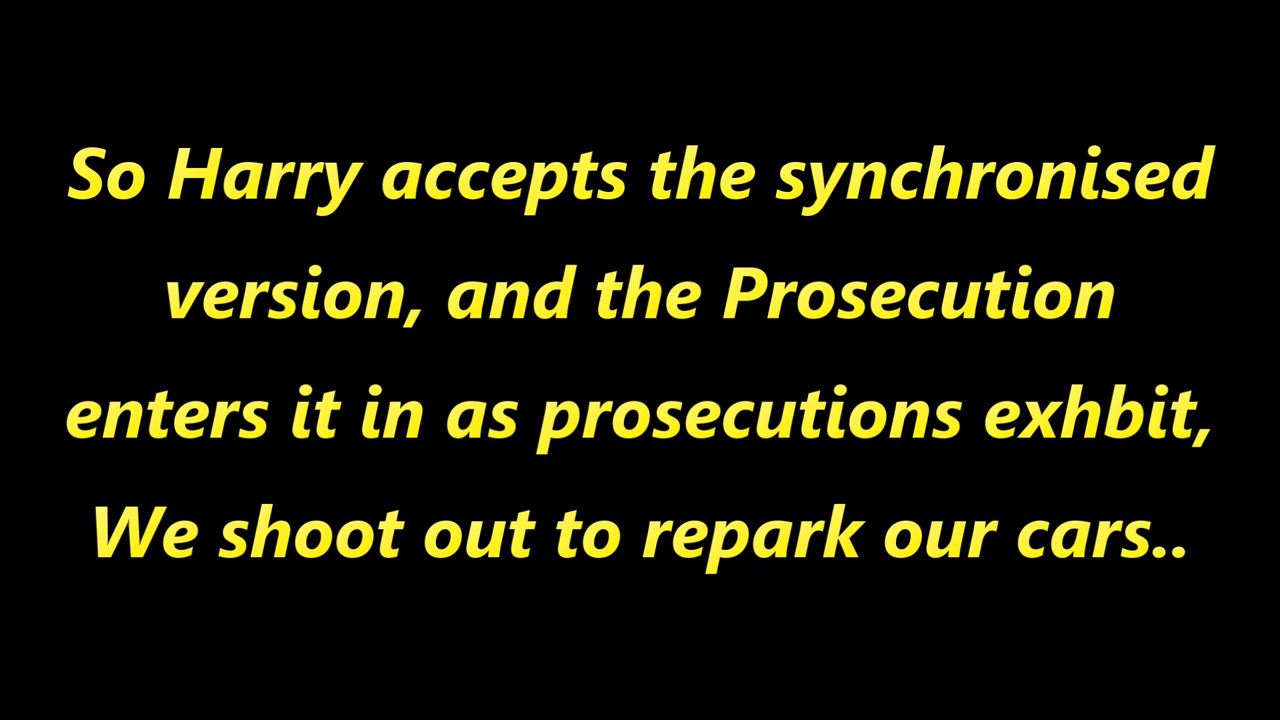 So Harry accepts the synchronised
version, and the Prosecution
enters it in as prosecutions exhbit,
We shoot out to repark our cars..